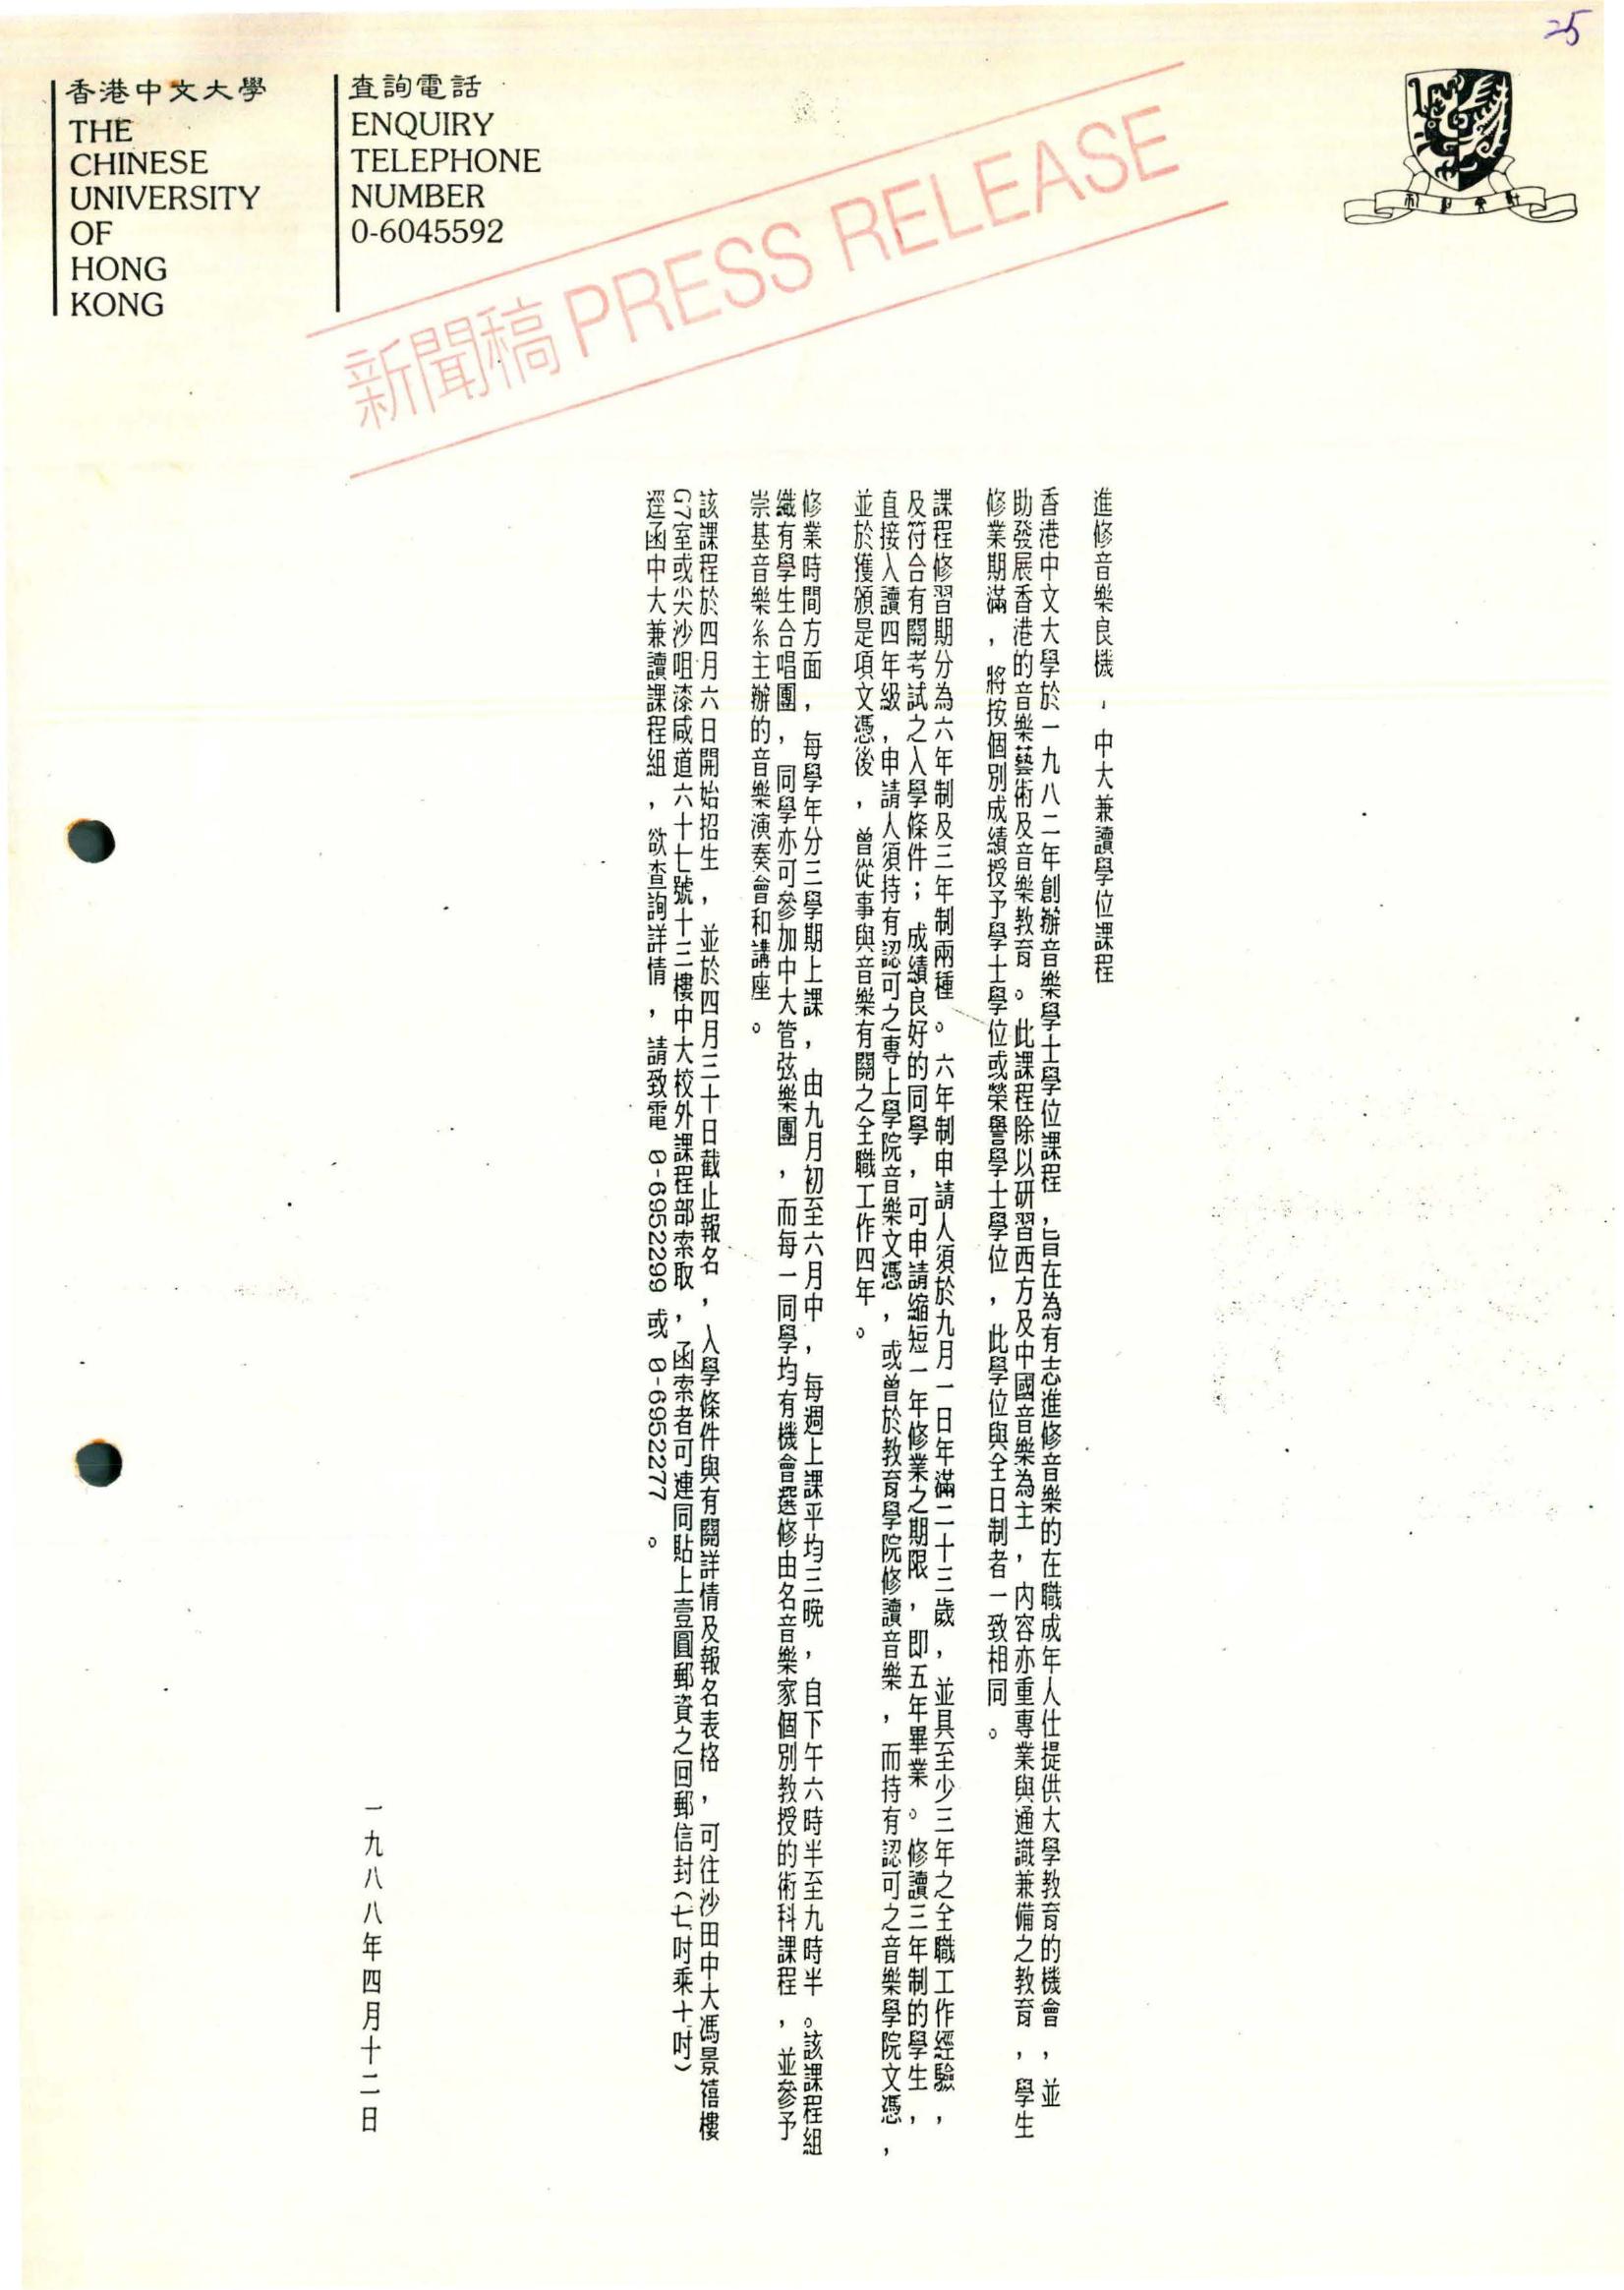 25
香港中文大學
THE
CHINESE
UNIVERSITY
OF
HONG
KONG
查詢電話
ENQUIRY
TELEPHONE
NUMBER
0-6045592
新聞稿 PRESS RELEASE
進修音樂良機，中大兼讀學位課程
香港中文大學於一九八二年創辦音樂學士學位課程，旨在為有志進修音樂的在職成年人仕提供大學教育的機會，並
助發展香港的音樂藝術及音樂教育。此課程除以研習西方及中國音樂為主，內容亦重專業與通識兼備之教育，學生
修業期滿，將按個別成績授予學士學位或榮譽學士學位，此學位與全日制者一致相同。
課程修習期分為六年制及三年制兩種。六年制申請人須於九月一日年滿二十三歲，並具至少三年之全職工作經驗，
及符合有關考試之入學條件；成績良好的同學，可申請縮短一年修業之期限，即五年畢業。修讀三年制的學生，
直接入讀四年級，申請人須持有認可之專上學院音樂文憑，或曾於教育學院修讀音樂，而持有認可之音樂學院文憑，
並於獲頒是項文憑後，曾從事與音樂有關之全職工作四年。
修業時間方面，每學年分三學期上課，由九月初至六月中，每週上課平均三晚，自下午六時半至九時半。該課程組
織有學生合唱團，同學亦可參加中大管弦樂團，而每一同學均有機會選修由名音樂家個別教授的術科課程，並參予
崇基音樂系主辦的音樂演奏會和講座。
該課程於四月六日開始招生，並於四月三十日截止報名，入學條件與有關詳情及報名表格，可往沙田中大馮景禧樓
G7室或尖沙咀漆咸道六十七號十三樓中大校外課程部索取，函索者可連同貼上壹圓郵資之回郵信封（七吋乘十吋）
逕函中大兼讀課程組，欲查詢詳情，請致電 0-6952299 或 0-6952277 。
一九八八年四月十二日